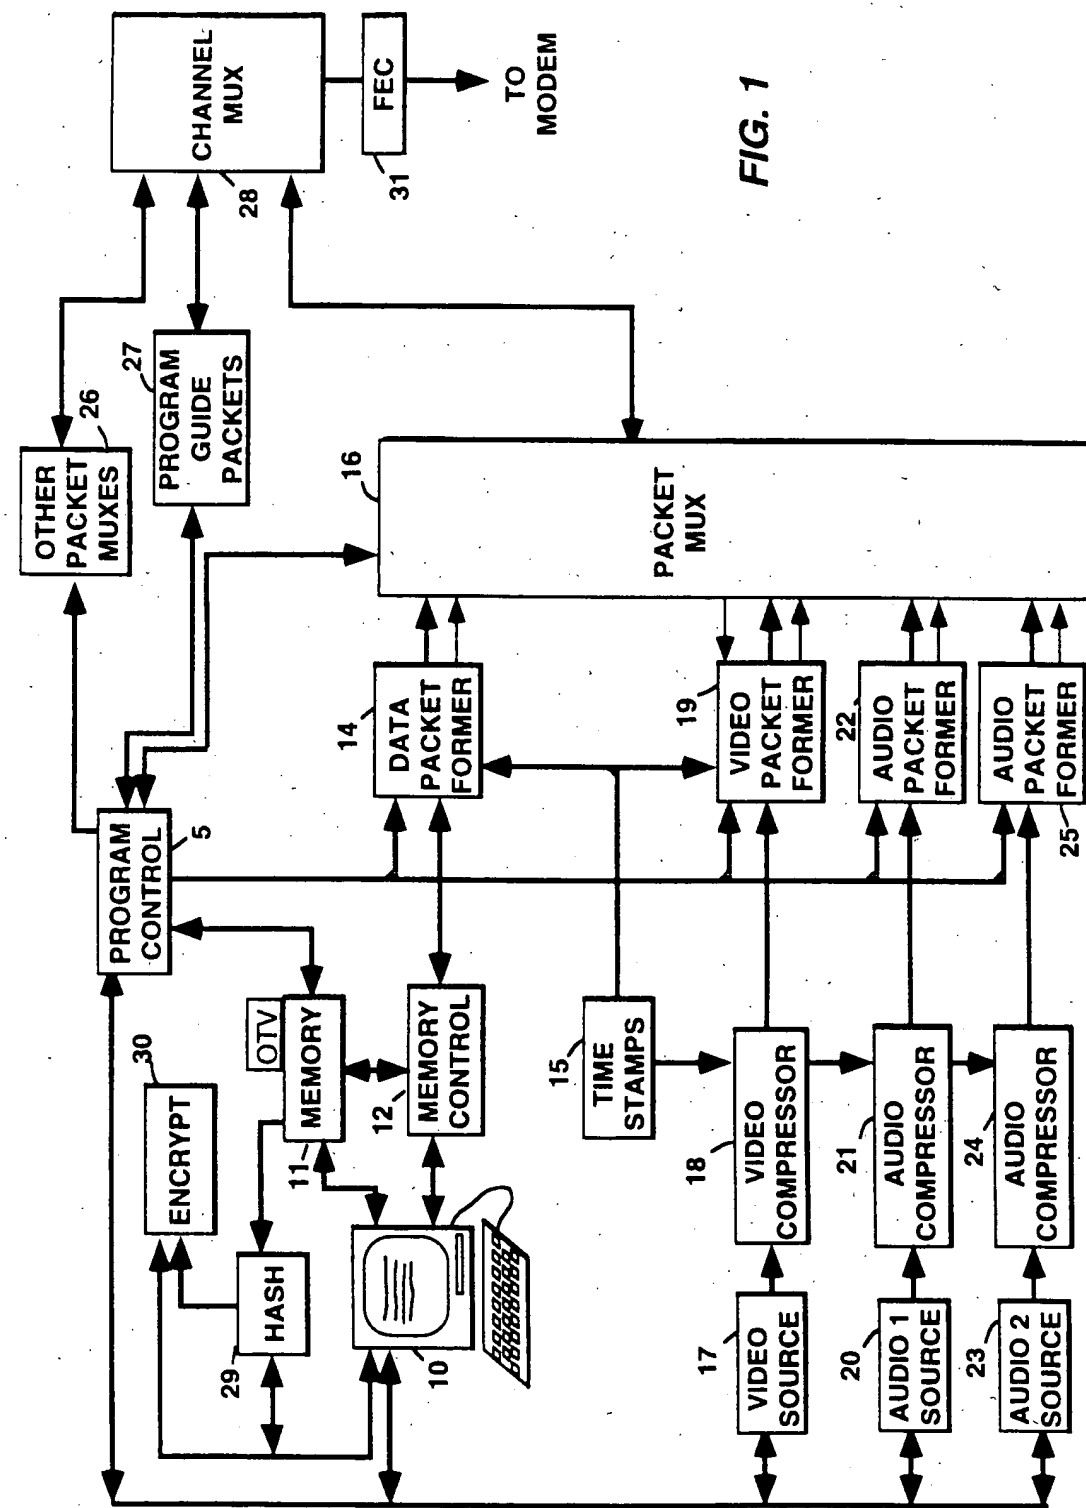 PROGRAM
CONTROL
5
OTHER
PACKET
MUXES
26
PROGRAM
GUIDE
PACKETS
27
CHANNEL
MUX
28
FEC
31
TO
MODEM
ENCRYPT
30
HASH
29
OTV
MEMORY
11
MEMORY
CONTROL
12
10
DATA
PACKET
FORMER
14
TIME
STAMPS
15
PACKET
MUX
16
VIDEO
SOURCE
17
VIDEO
COMPRESSOR
18
VIDEO
PACKET
FORMER
19
AUDIO 1
SOURCE
20
AUDIO
COMPRESSOR
21
AUDIO
PACKET
FORMER
22
AUDIO 2
SOURCE
23
AUDIO
COMPRESSOR
24
AUDIO
PACKET
FORMER
25
FIG. 1